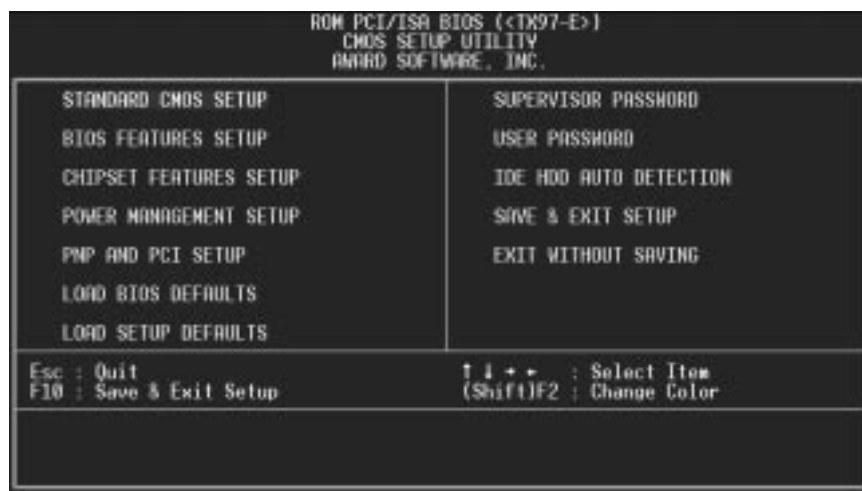 ROM PCI/ISA BIOS (<TX97-E>)
CMOS SETUP UTILITY
AWARD SOFTWARE, INC.
STANDARD CMOS SETUP
BIOS FEATURES SETUP
CHIPSET FEATURES SETUP
POWER MANAGEMENT SETUP
PNP AND PCI SETUP
LOAD BIOS DEFAULTS
LOAD SETUP DEFAULTS
SUPERVISOR PASSWORD
USER PASSWORD
IDE HDD AUTO DETECTION
SAVE & EXIT SETUP
EXIT WITHOUT SAVING
Esc : Quit
F10 : Save & Exit Setup
↑ ↓ → ← : Select Item
(Shift)F2 : Change Color